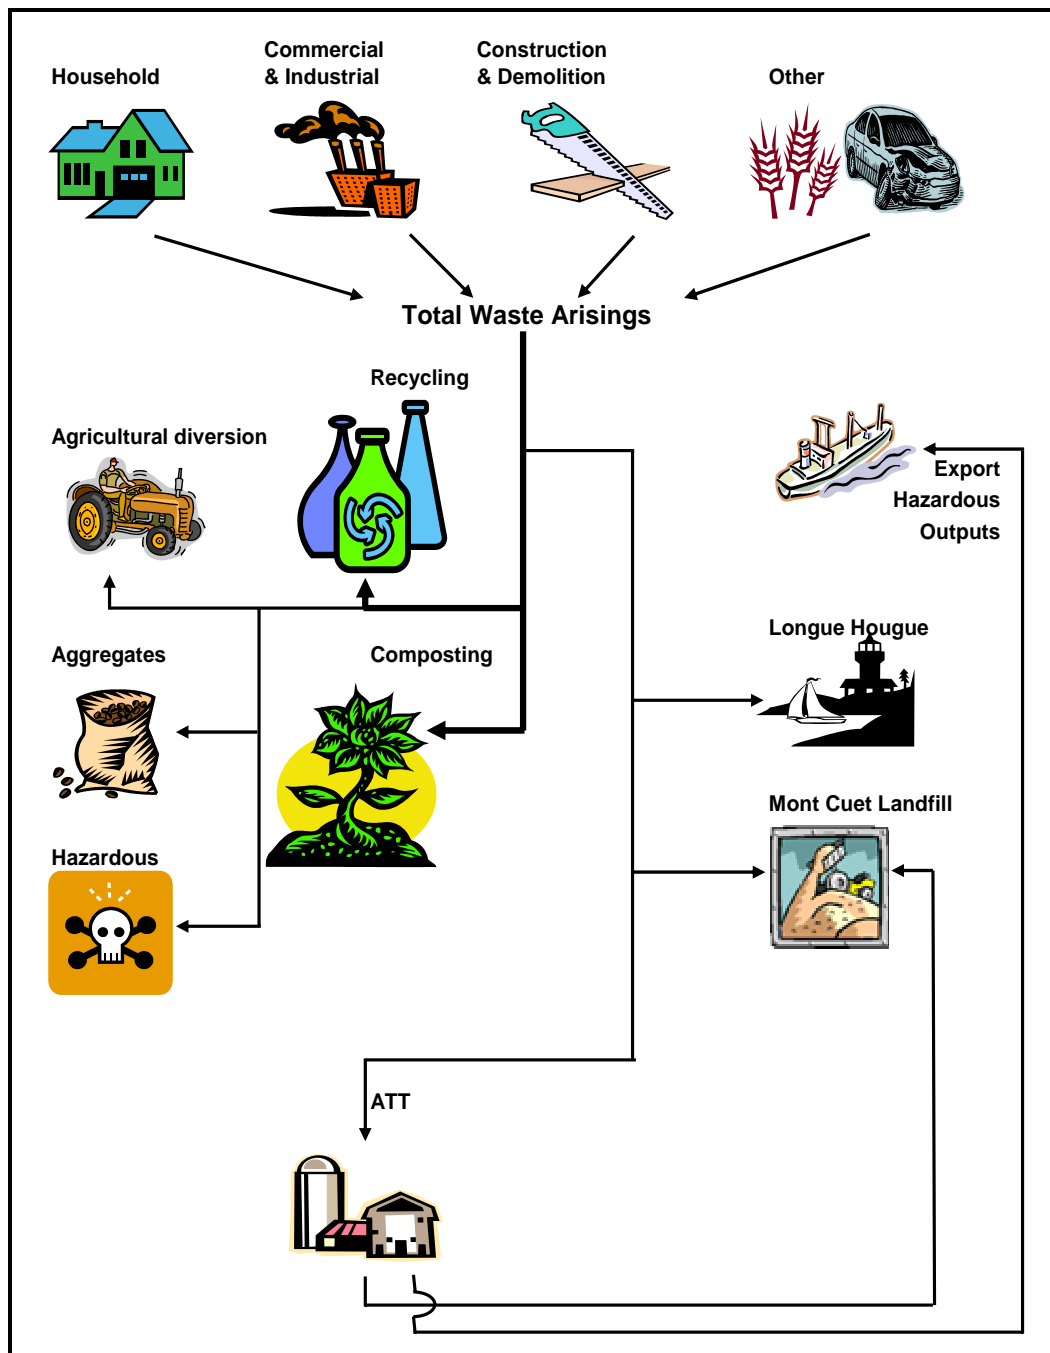 Household
Commercial
& Industrial
Construction
& Demolition
Other
Total Waste Arisings
Recycling
Agricultural diversion
Export
Hazardous
Outputs
Longue Hougue
Aggregates
Composting
Mont Cuet Landfill
Hazardous
ATT